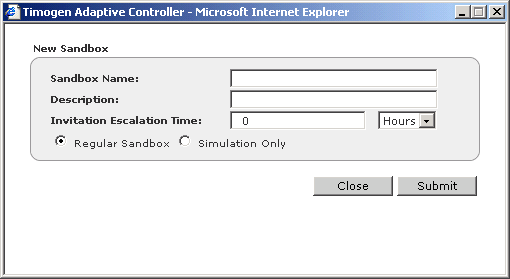 Timogen Adaptive Controller - Microsoft Internet Explorer
New Sandbox
Sandbox Name:
Description:
Invitation Escalation Time: 0 Hours
Regular Sandbox Simulation Only
Close Submit